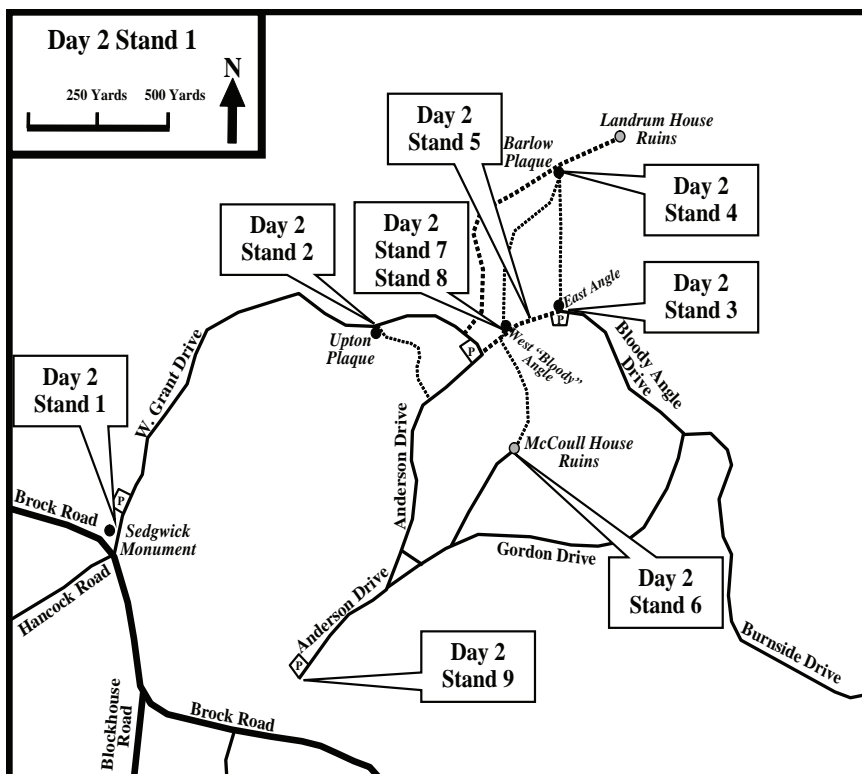 Day 2 Stand 1
N
250 Yards
500 Yards
Day 2
Stand 5
Landrum House
Ruins
Barlow
Plaque
Day 2
Stand 4
Day 2
Stand 2
Day 2
Stand 7
Stand 8
East Angle
Day 2
Stand 3
P
Upton
Plaque
P
West "Bloody"
Angle
Bloody Angle
Drive
W. Grant Drive
Day 2
Stand 1
Anderson Drive
McCoull House
Ruins
P
Brock Road
Sedgwick
Monument
Hancock Road
Gordon Drive
Day 2
Stand 6
Anderson Drive
P
Day 2
Stand 9
Burnside Drive
Blockhouse
Road
Brock Road